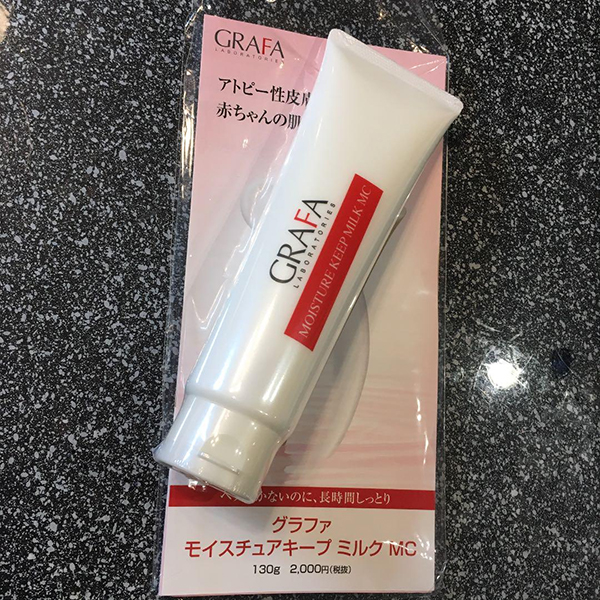 GRAFA
LABORATORIES
アトピー性皮膚
赤ちゃんの肌
GRAFA
LABORATORIES
MOISTURE KEEP MILK MC
かないのに、長時間しっとり
グラファ
モイスチュアキープ ミルク MC
130g 2,000円(税抜)